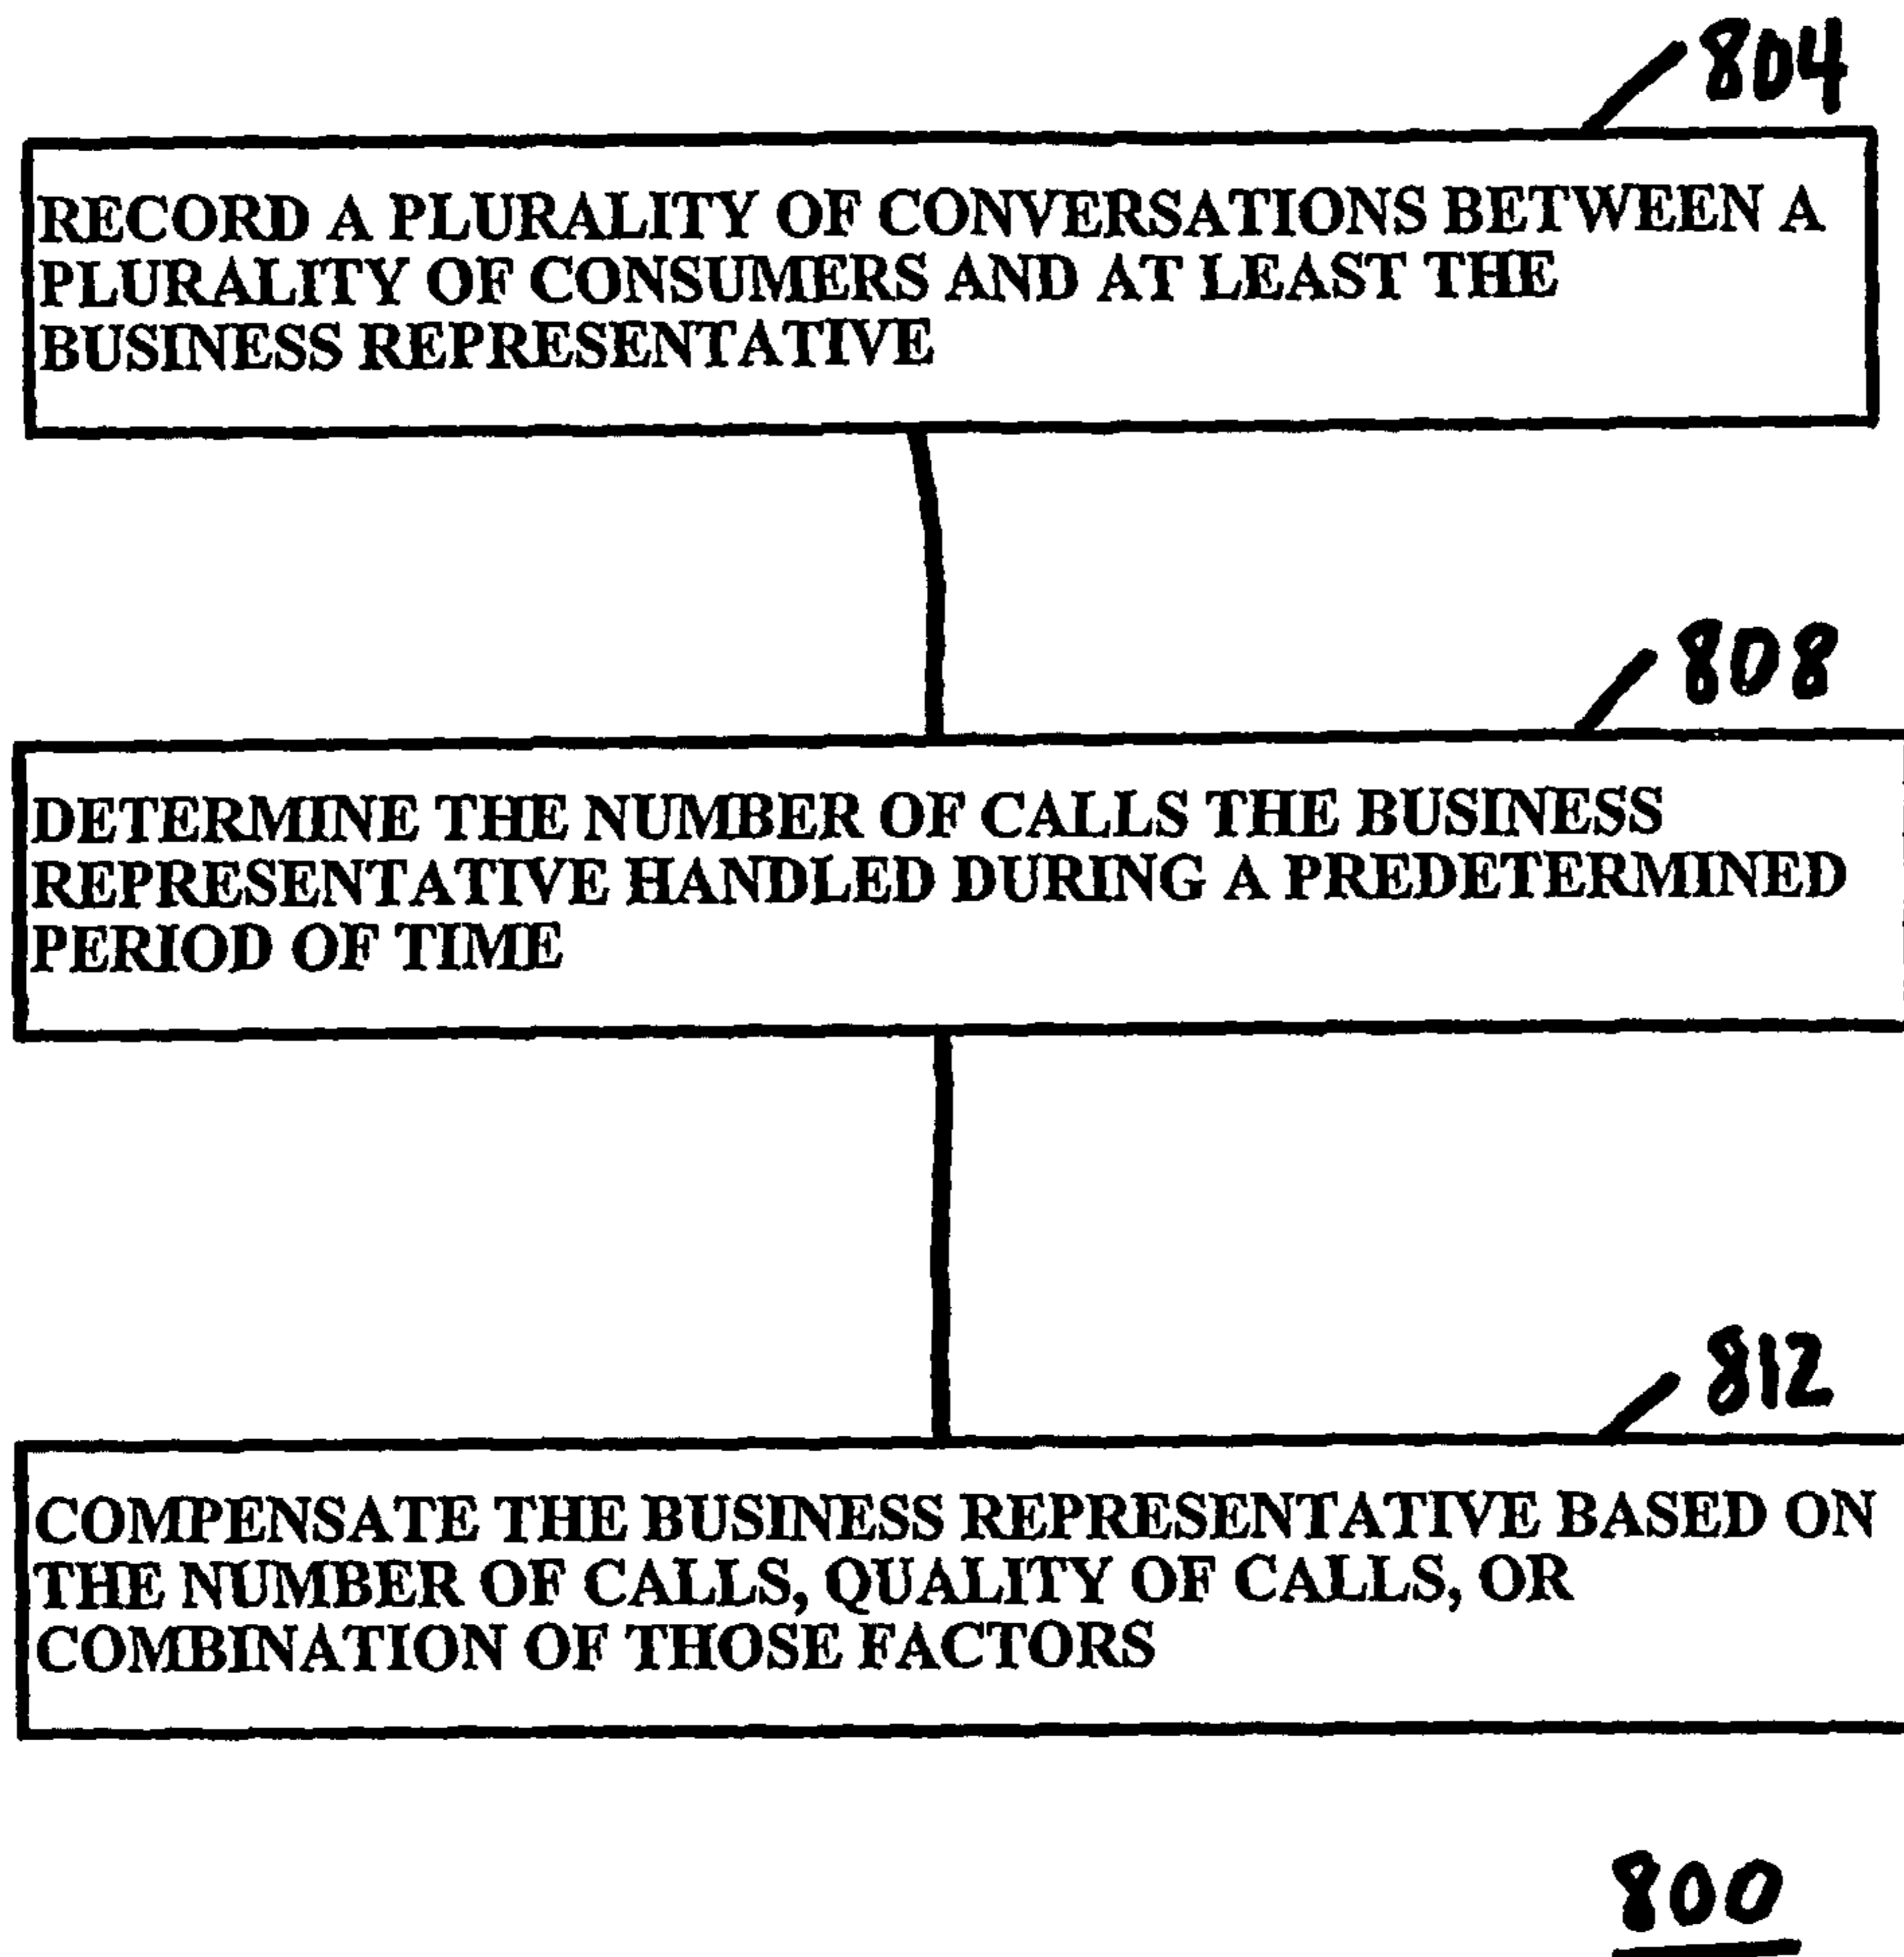 804
RECORD A PLURALITY OF CONVERSATIONS BETWEEN A
PLURALITY OF CONSUMERS AND AT LEAST THE
BUSINESS REPRESENTATIVE
808
DETERMINE THE NUMBER OF CALLS THE BUSINESS
REPRESENTATIVE HANDLED DURING A PREDETERMINED
PERIOD OF TIME
812
COMPENSATE THE BUSINESS REPRESENTATIVE BASED ON
THE NUMBER OF CALLS, QUALITY OF CALLS, OR
COMBINATION OF THOSE FACTORS
800